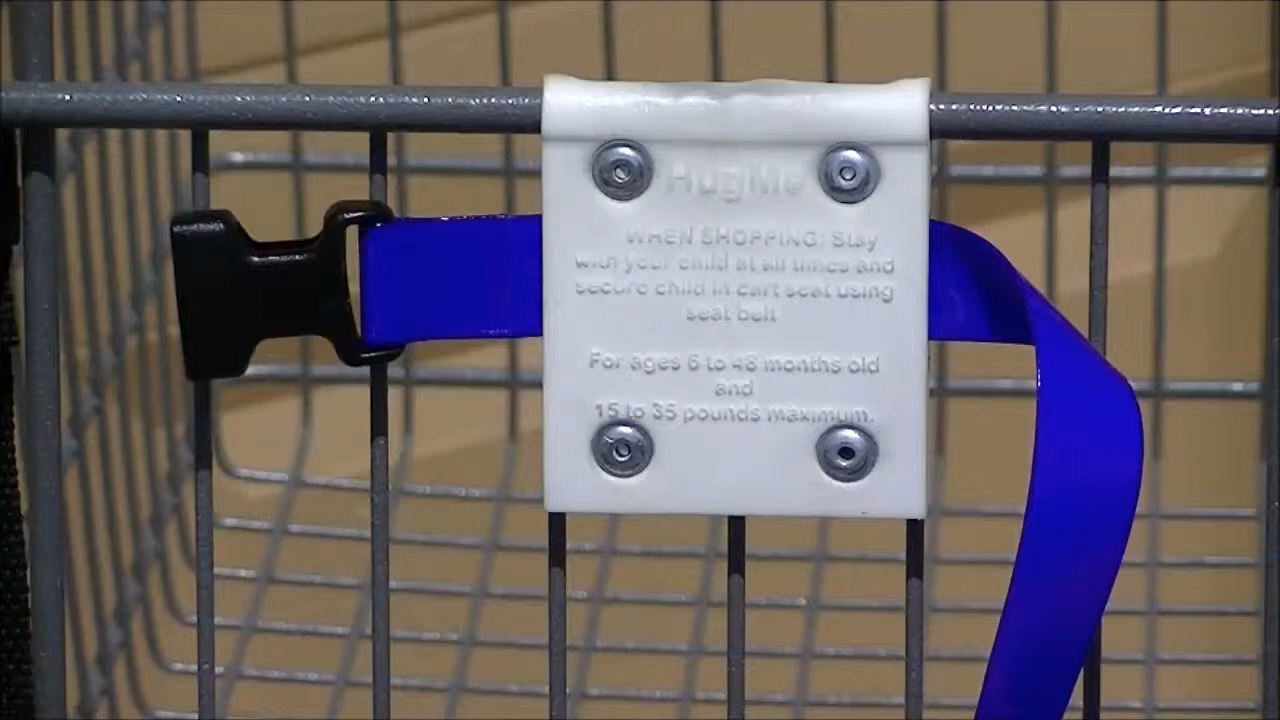 HugMe
WHEN SHOPPING: Stay
with your child at all times and
secure child in cart seat using
seat belt
For ages 6 to 48 months old
and
15 to 35 pounds maximum.